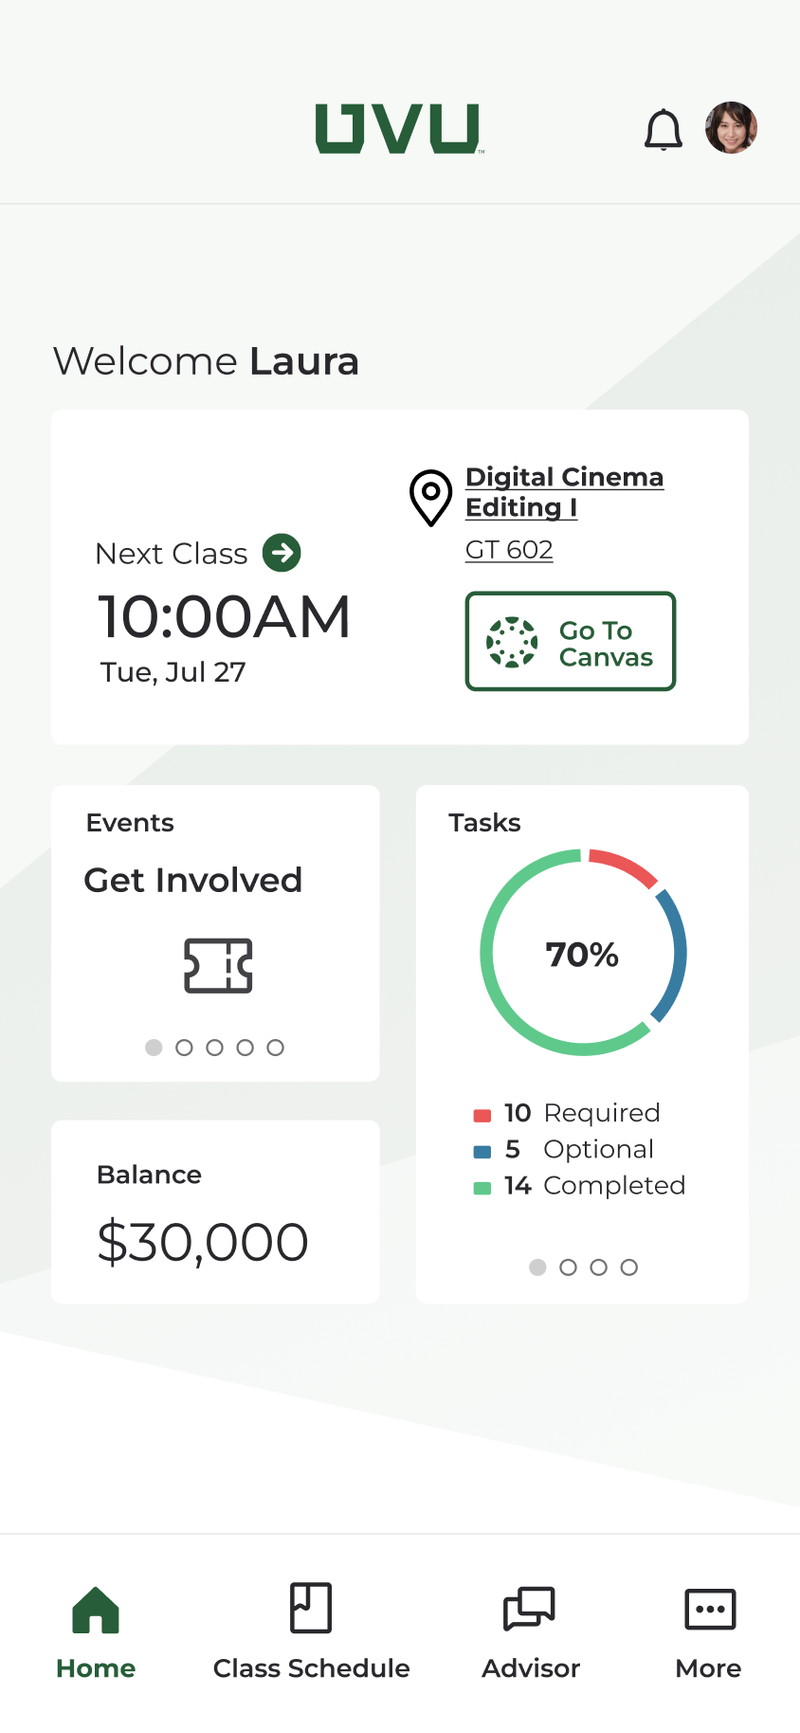 UVU
™
Welcome Laura
Digital Cinema
Editing I
GT 602
Next Class
10:00AM
Tue, Jul 27
Go To
Canvas
Events
Get Involved
Tasks
70%
10 Required
5 Optional
14 Completed
Balance
$30,000
Home
Class Schedule
Advisor
More